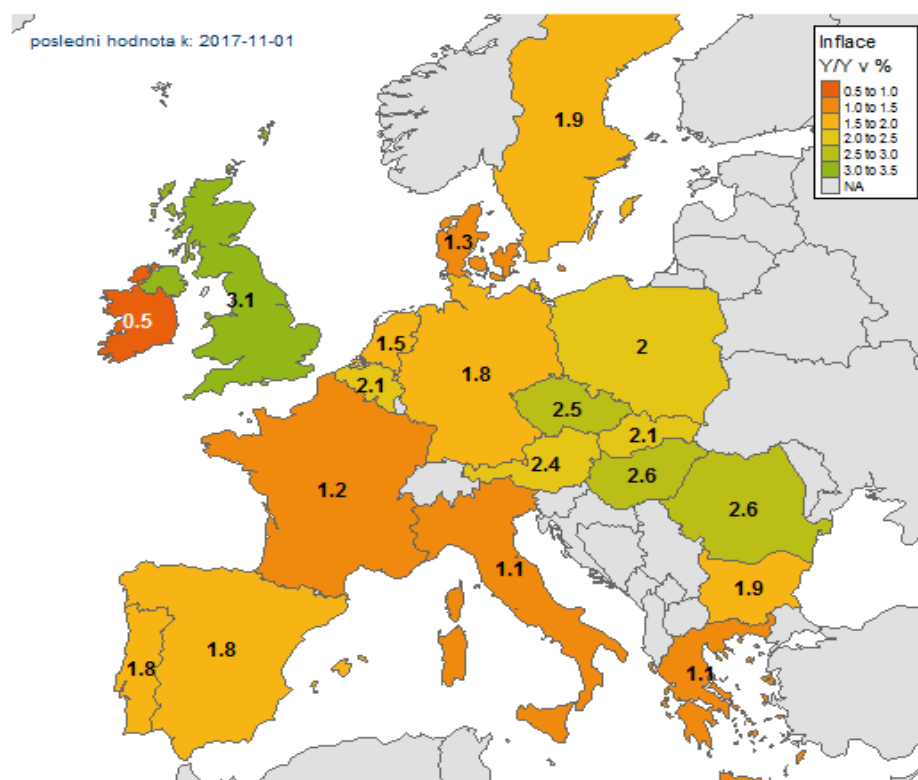 posledni hodnota k: 2017-11-01
Inflace
Y/Y v %
0.5 to 1.0
1.0 to 1.5
1.5 to 2.0
2.0 to 2.5
2.5 to 3.0
3.0 to 3.5
NA
1.9
1.3
3.1
0.5
1.5
2
1.8
2.1
2.5
2.1
2.4
2.6
1.2
2.6
1.1
1.9
1.8
1.8
1.1